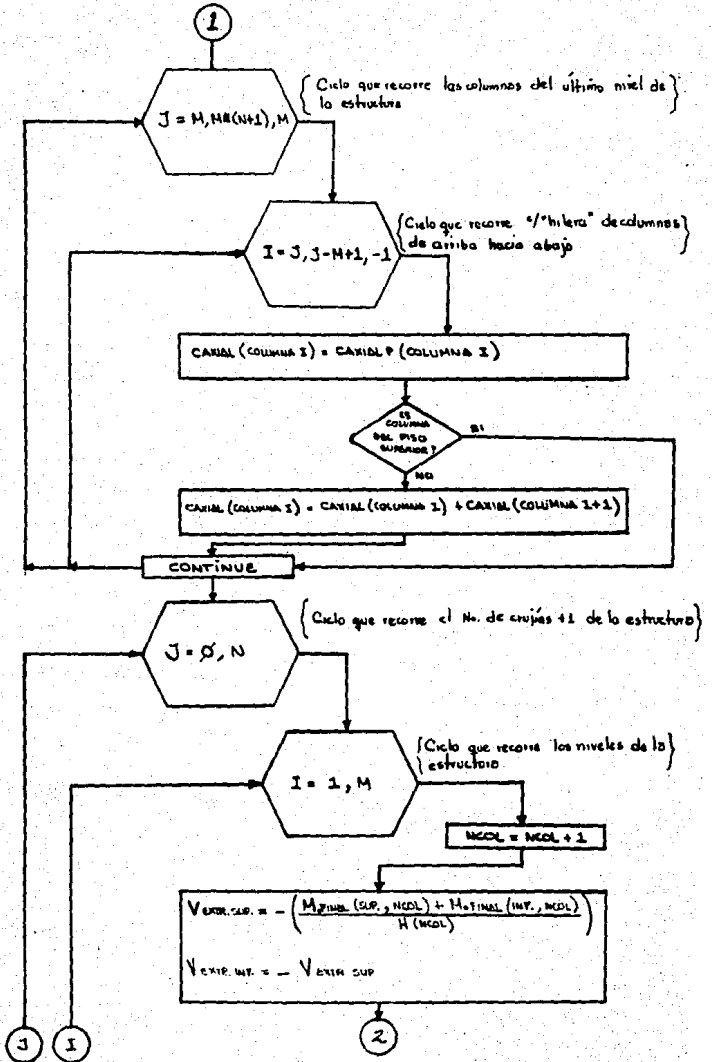 1
J = M, M*(N+1), M
{Ciclo que recorre las columnas del último nivel de}
la estructura
I = J, J-M+1, -1
{Ciclo que recorre c/"hilera" de columnas}
de arriba hacia abajo
CAXIAL (COLUMNA I) = CAXIAL P (COLUMNA I)
ES
COLUMNA
DEL PISO
SUPERIOR?
SI
NO
CAXIAL (COLUMNA I) = CAXIAL (COLUMNA I) + CAXIAL (COLUMNA I+1)
CONTINUE
{Ciclo que recorre el No. de crujías +1 de la estructura}
J = Ø, N
{Ciclo que recorre los niveles de la}
estructura
I = 1, M
NCOL = NCOL + 1
V EXTR. SUP. = - (M.FINAL (SUP., NCOL) + M.FINAL (INF., NCOL))
H (NCOL)
V EXTR. INF. = - V EXTR SUP
J
I
2